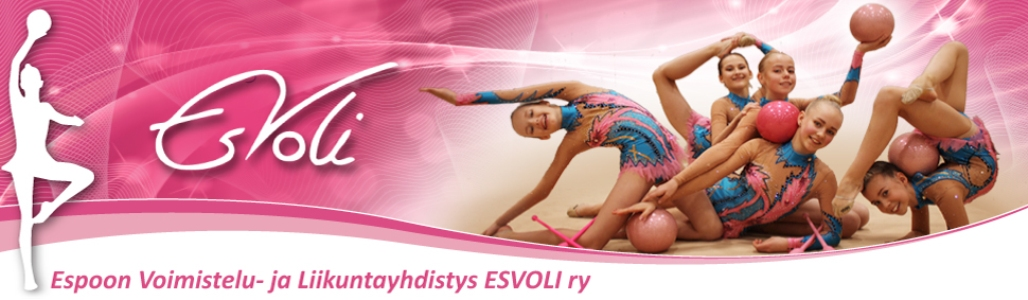 EsVoli
Espoon Voimistelu- ja Liikuntayhdistys ESVOLI ry